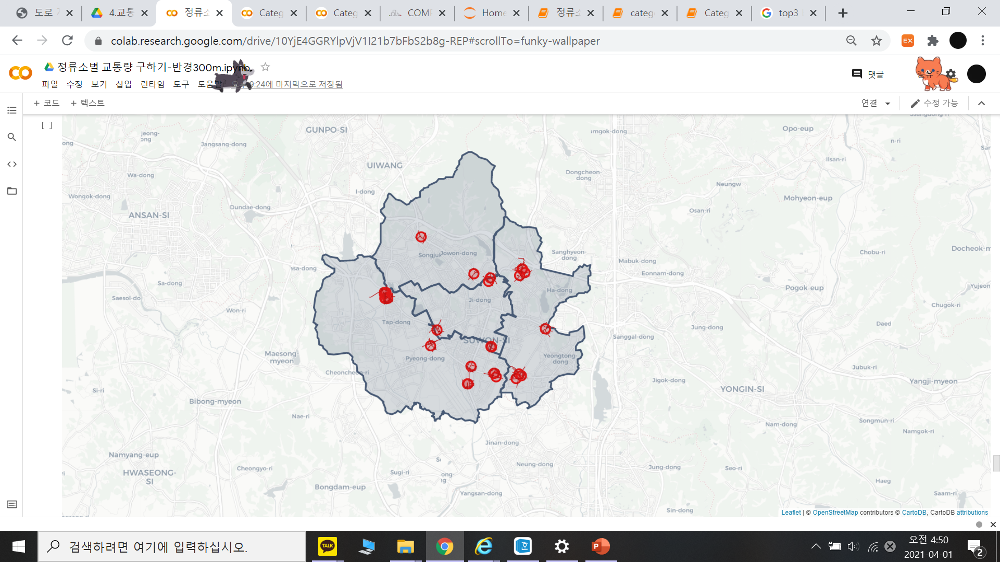 도로
4.교통
정류소
Categ
Categ
COMP
Home
정류소
categ
Categ
top3
colab.research.google.com/drive/10YjE4GGRYlpVjV1I21b7bFbS2b8g-REP#scrollTo=funky-wallpaper
EX
정류소별 교통량 구하기-반경300m.ipynb
댓글
공유
파일 수정 보기 삽입 런타임 도구 도움말 9:24에 마지막으로 저장됨
+ 코드 + 텍스트
연결
수정 가능
[ ]
GUNPO-SI
Opo-eup
jeong-
ong
ımgok-dong
ong
Jangsang-dong
n-ri
Ilsan-ri
UIWANG
Wa-dong
Dongcheon-
dong
Neungw
I-dong
Wongok-dong
Mohyeon-eup
Dundae-dong
Osan-ri
ANSAN-SI
Docheok-m
Songjuk
Jowon-dong
Sanghyeon-
dong
Chobu-ri
Mabuk-dong
asa-dong
Eonnam-dong
Sa-dong
Pogok-eup
Yujeon
Ha-dong
Saesol-do
Ji-dong
Chugok-ri
Won-ri
Tap-dong
Daed
Jung-dong
Sanggal-dong
SUWON-SI
Maesong-
myeon
Pyeong-dong
Yeongtong-
dong
Jubuk-ri
Cheoncheon-ri
Jigok-dong
Yangji-myeon
Si-ri
YONGIN-SI
Bibong-myeon
Nae-ri
Songmun-ri
Nam-dong
Namgok-ri
Jinan-dong
Namyang-eup
Neung-dong
Cheongyo-ri
Jung-dong
Seo-ri
HWASEONG-
SI
Sugi-ri
ong-
Haeg
Bongdam-eup
Yangsan-dong
Saam-ri
Sin-dong
Leaflet | © OpenStreetMap contributors © CartoDB, CartoDB attributions
검색하려면 여기에 입력하십시오.
TALK
오전 4:50
2021-04-01
2